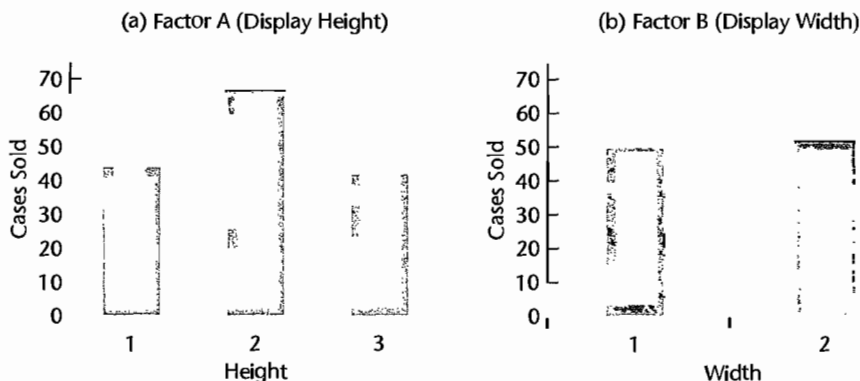 (a) Factor A (Display Height)
Cases Sold
70
60
50
40
30
20
10
0
1 2 3
Height
(b) Factor B (Display Width)
Cases Sold
70
60
50
40
30
20
10
0
1 2
Width